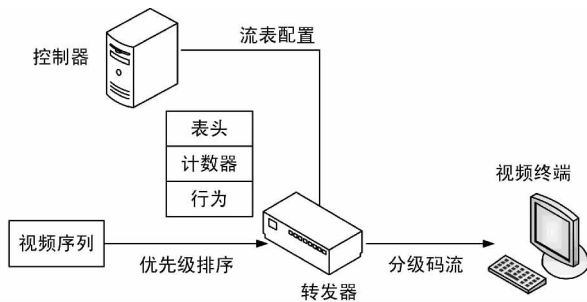 控制器
流表配置
表头
计数器
行为
视频终端
视频序列
优先级排序
分级码流
转发器